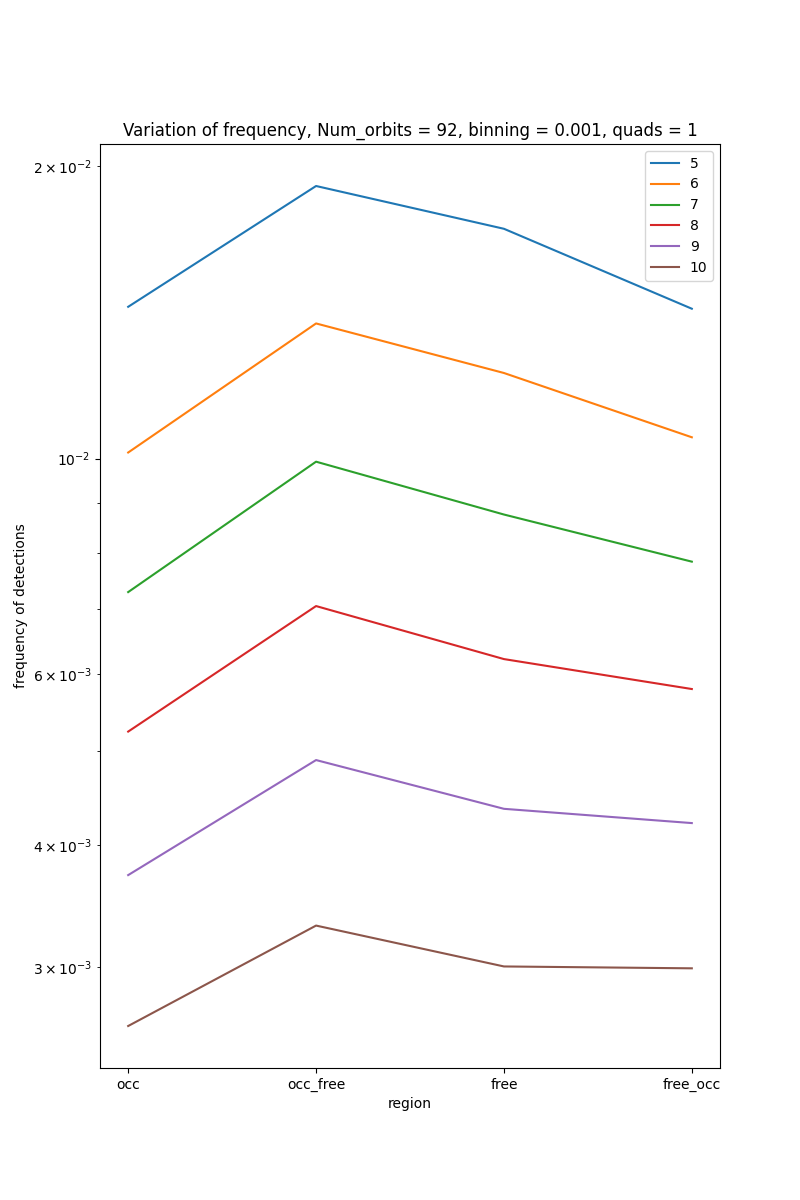 Variation of frequency, Num_orbits = 92, binning = 0.001, quads = 1
5
6
7
8
9
10
2 × 10⁻²
10⁻²
6 × 10⁻³
4 × 10⁻³
3 × 10⁻³
frequency of detections
occ occ_free free free_occ
region